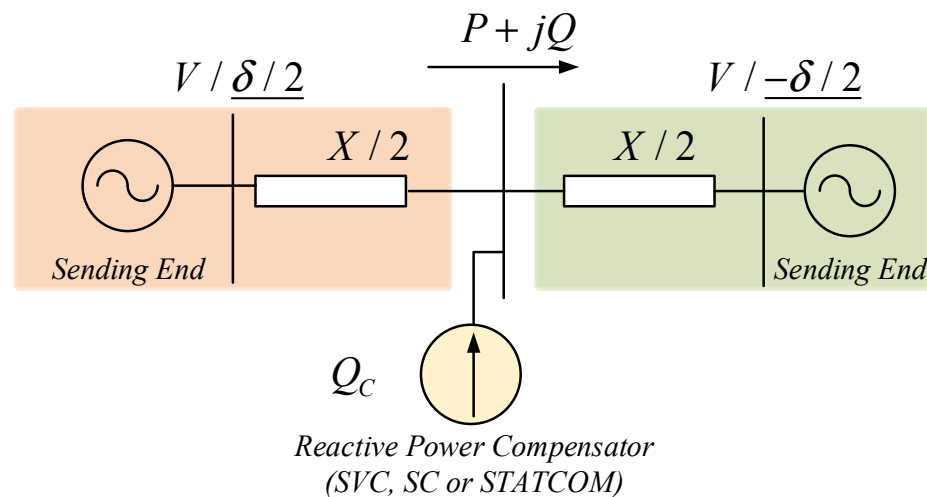 P + jQ
V / δ / 2
V / −δ / 2
X / 2
X / 2
Sending End
Sending End
Q_C
Reactive Power Compensator
(SVC, SC or STATCOM)